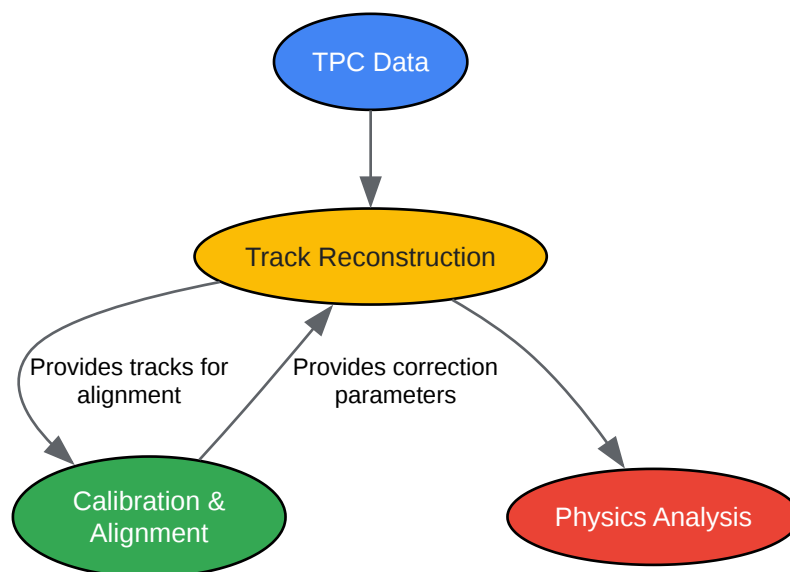 TPC Data
Track Reconstruction
Provides tracks for
alignment
Provides correction
parameters
Calibration &
Alignment
Physics Analysis